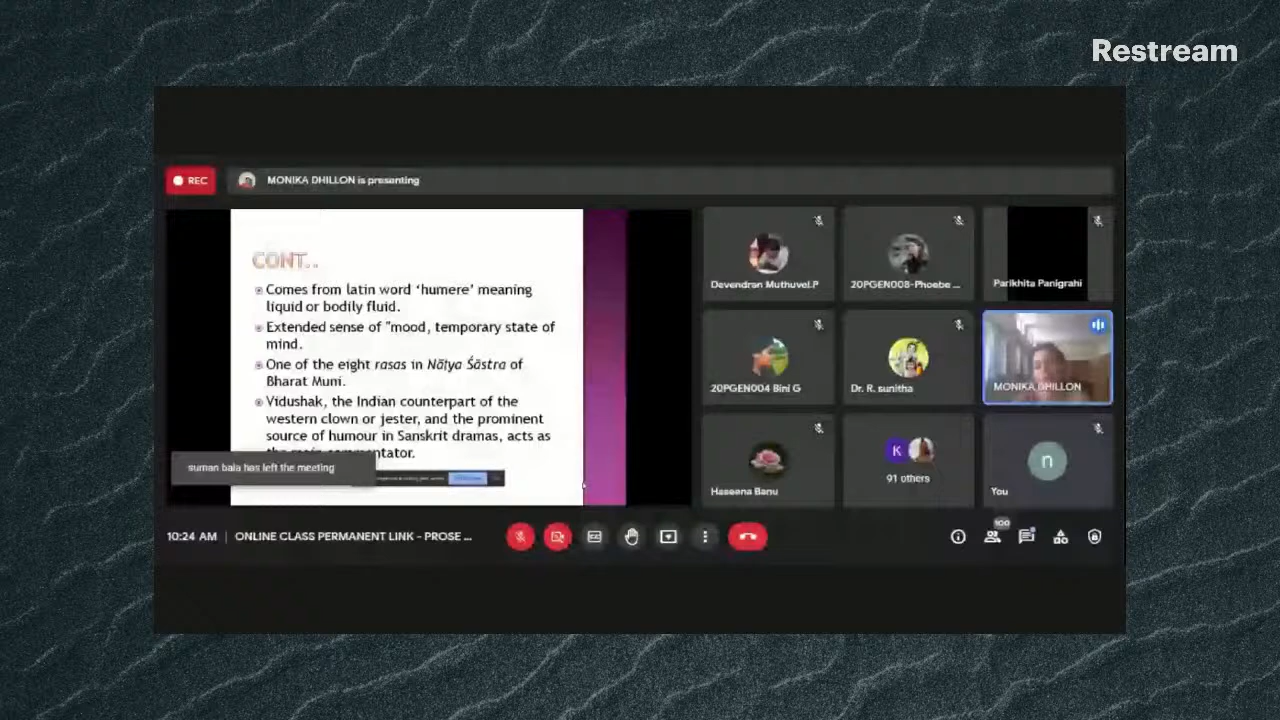 Restream
REC
MONIKA DHILLON is presenting
CONT..
Comes from latin word ‘humere’ meaning
liquid or bodily fluid.
Extended sense of "mood, temporary state of
mind.
One of the eight rasas in Nāṭya Śāstra of
Bharat Muni.
Vidushak, the Indian counterpart of the
western clown or jester, and the prominent
source of humour in Sanskrit dramas, acts as
suman bala has left the meeting
Devendran Muthuvel.P
20PGEN008-Phoebe ...
Parikhita Panigrahi
20PGEN004 Bini G
Dr. R. sunitha
MONIKA DHILLON
Haseena Banu
K
91 others
n
You
10:24 AM | ONLINE CLASS PERMANENT LINK - PROSE ...
100